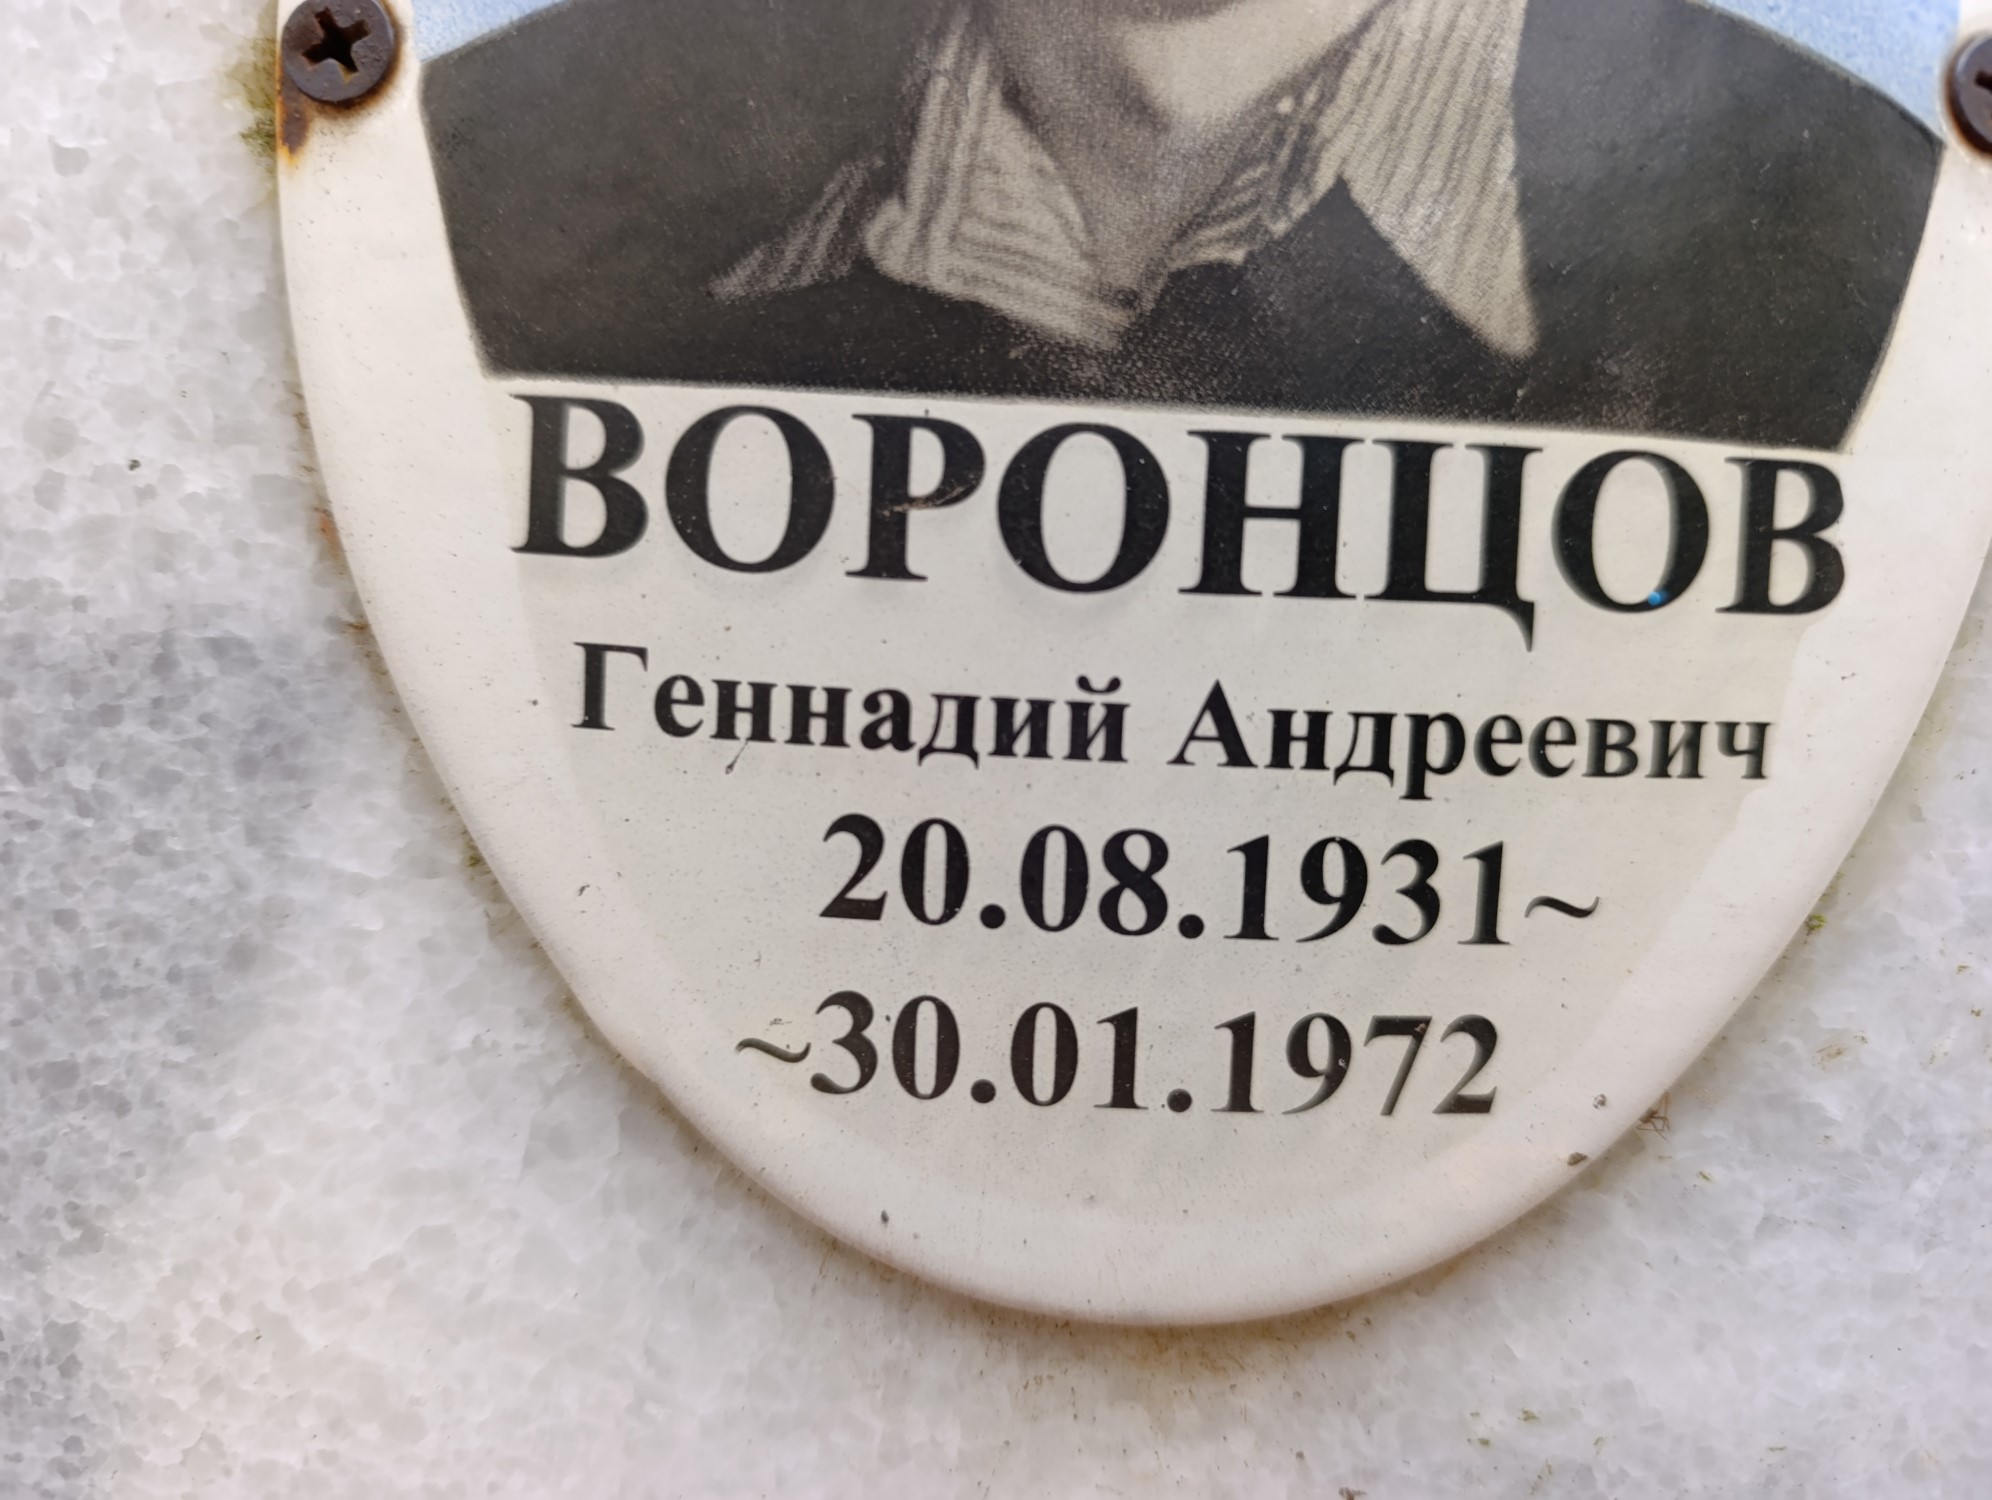 ВОРОНЦОВ
Геннадий Андреевич
20.08.1931~
~30.01.1972